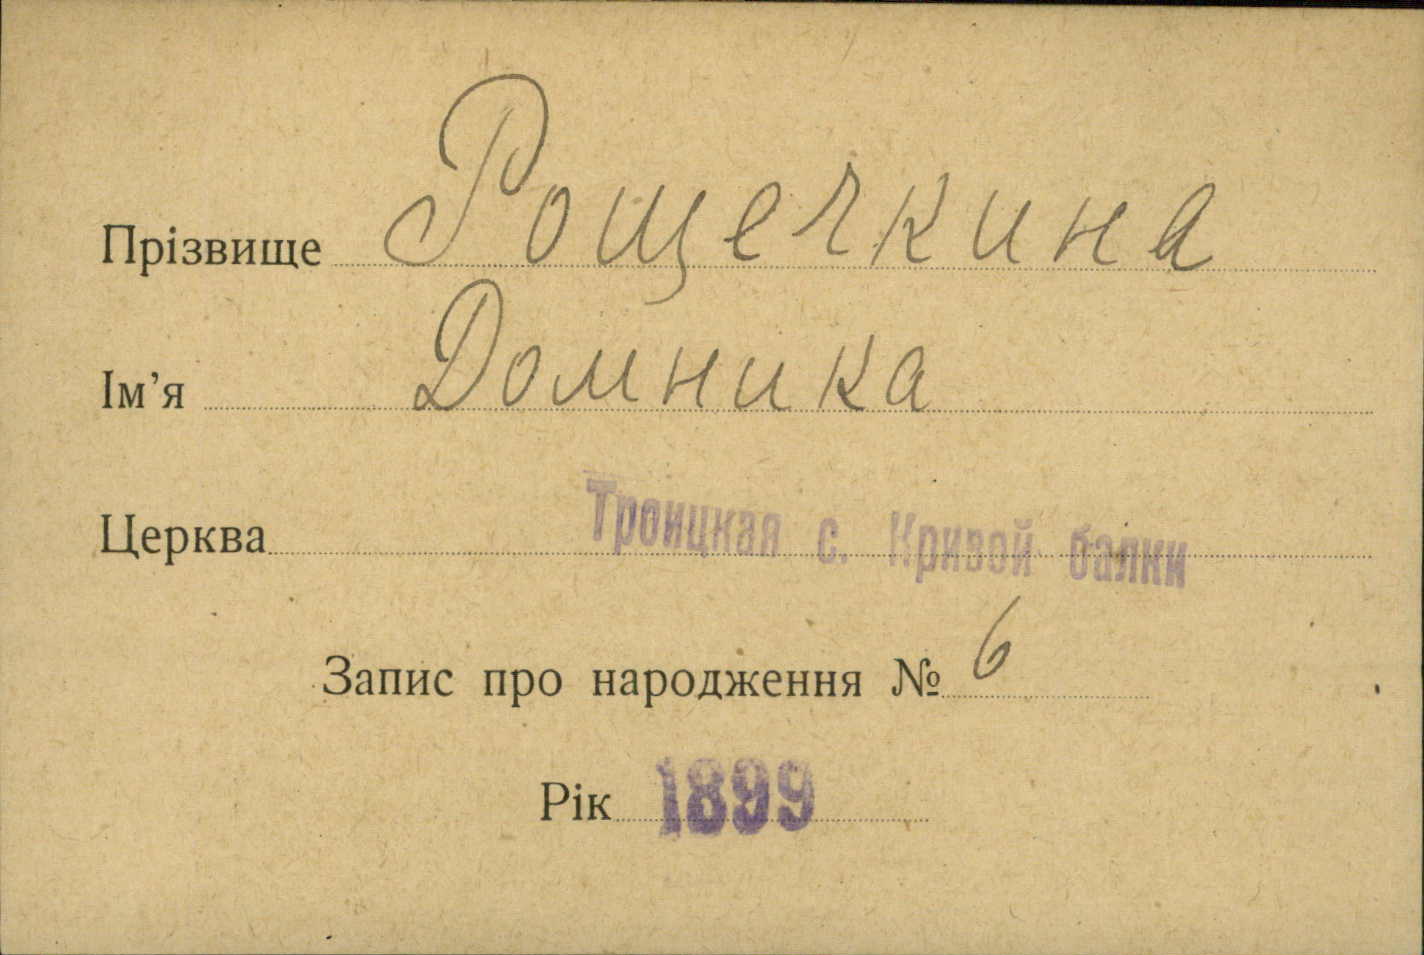 Прізвище Рощечкина
Ім’я Домника
Церква Троицкая с. Кривой балки
Запис про народження № 6
Рік 1899